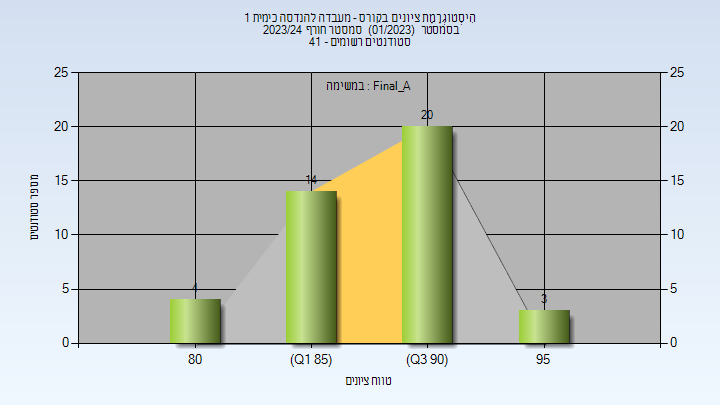 היסטוגרמת ציונים בקורס - מעבדה להנדסה כימית 1
בסמסטר (01/2023) סמסטר חורף 2023/24
סטודנטים רשומים - 41
במשימה : Final_A
25 25
20 20
15 15
10 10
5 5
0 0
4
14
20
3
80 (Q1 85) (Q3 90) 95
מספר סטודנטים
טווח ציונים